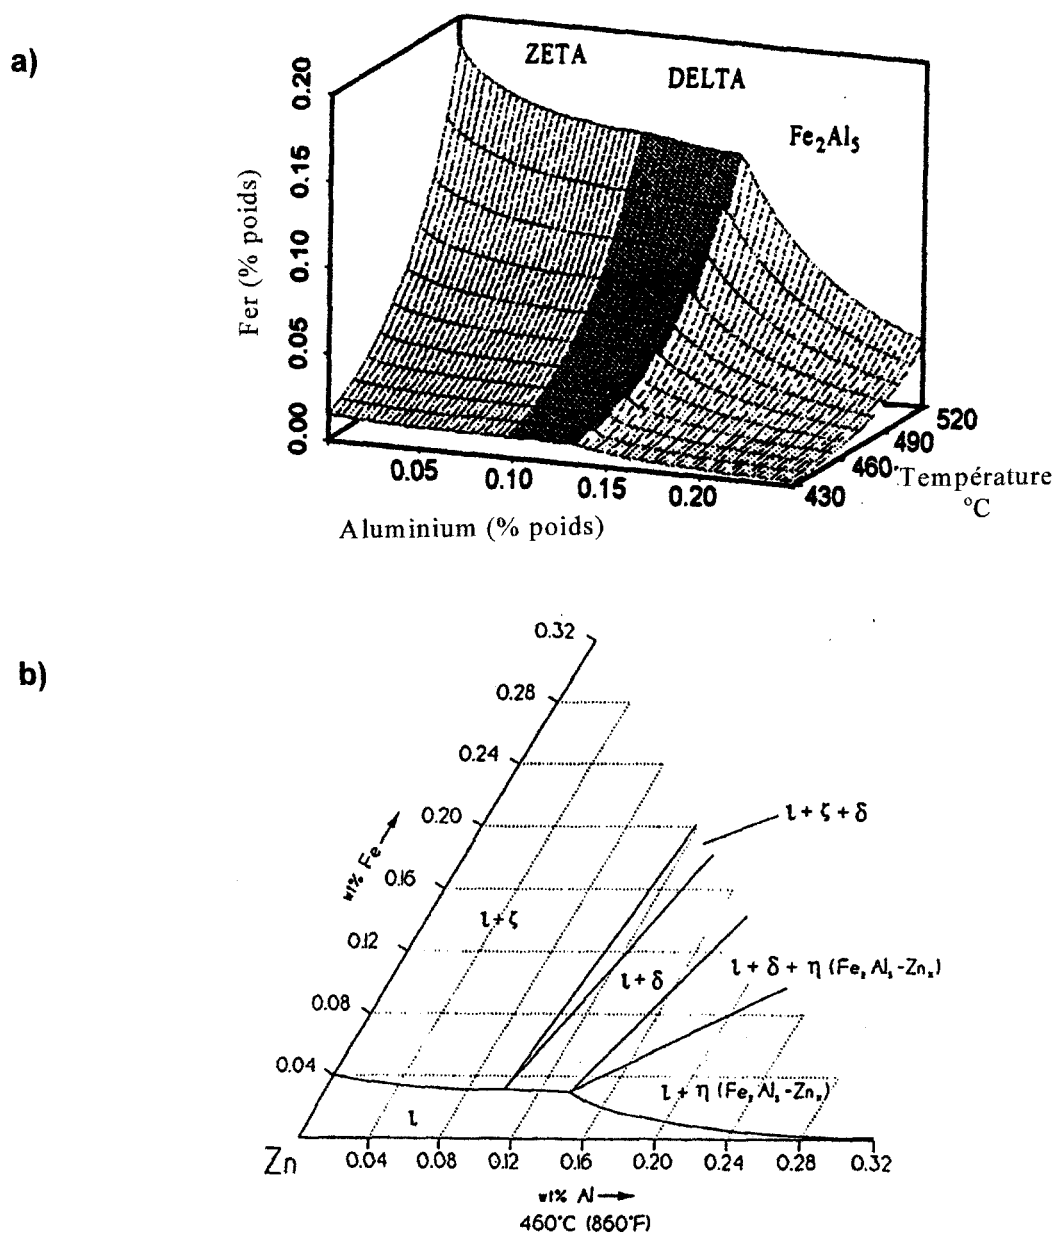 a)
ZETA
DELTA
Fe₂Al₅
Fer (% poids)
0.20
0.15
0.10
0.05
0.00
0.05
0.10
0.15
0.20
Aluminium (% poids)
430
460
490
520
Température
°C
b)
0.32
0.28
0.24
0.20
0.16
0.12
0.08
0.04
wt% Fe
l + ζ + δ
l + ζ
l + δ
l + δ + η (Fe₂Al₅-Znₓ)
l + η (Fe₂Al₅-Znₓ)
l
Zn
0.04
0.08
0.12
0.16
0.20
0.24
0.28
0.32
wt% Al
460°C (860°F)